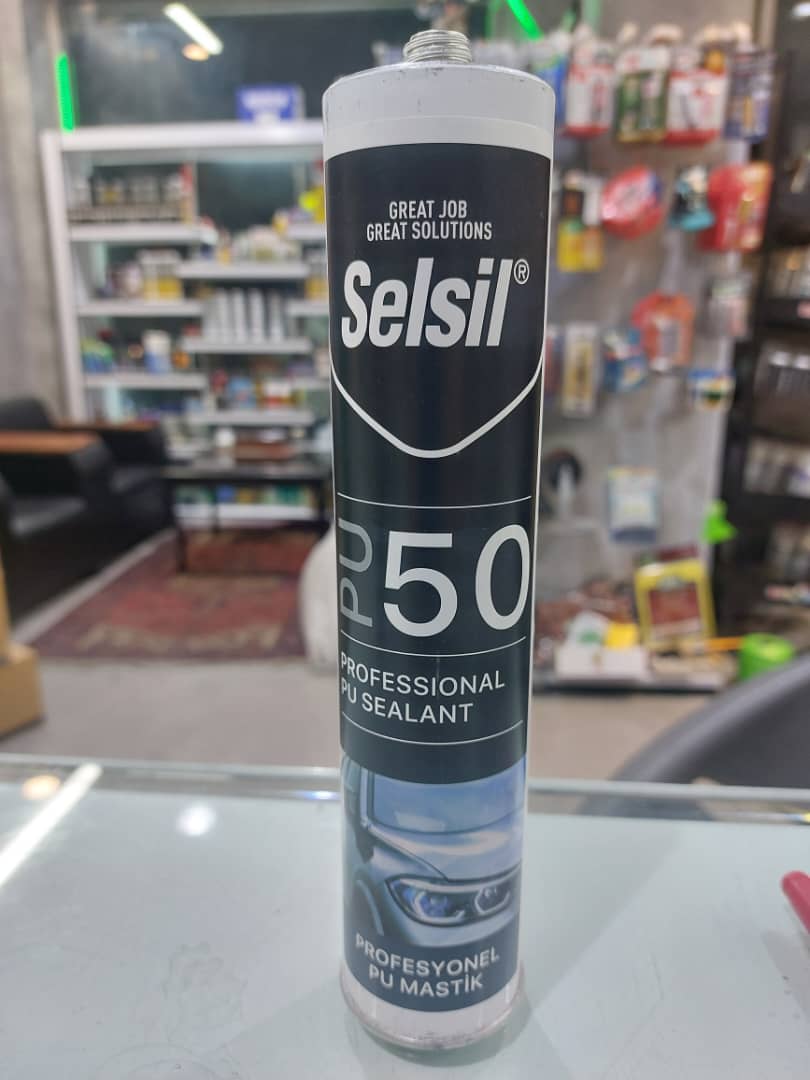 GREAT JOB
GREAT SOLUTIONS
Selsil®
PU 50
PROFESSIONAL
PU SEALANT
PROFESYONEL
PU MASTİK